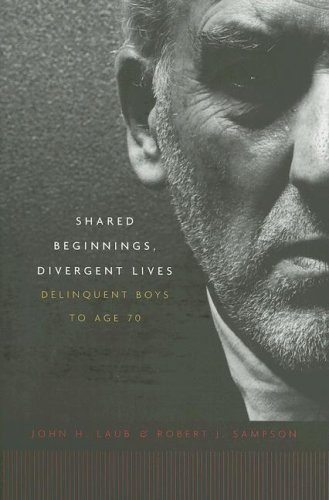 SHARED
BEGINNINGS,
DIVERGENT LIVES
DELINQUENT BOYS
TO AGE 70
JOHN H. LAUB & ROBERT J. SAMPSON